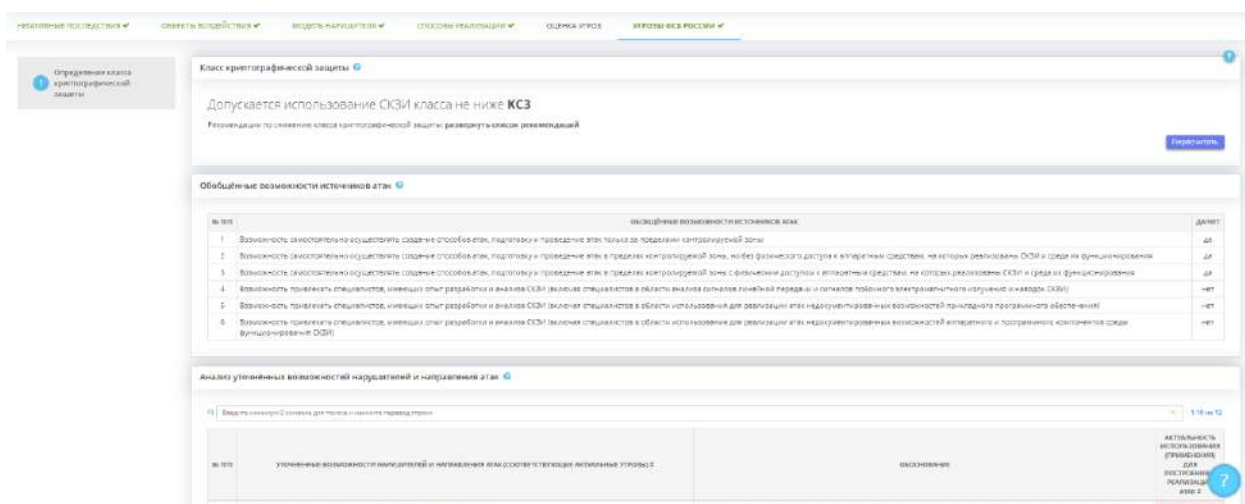 НЕГАТИВНЫЕ ПОСЛЕДСТВИЯ ✔ ОБЪЕКТЫ ВОЗДЕЙСТВИЯ ✔ МОДЕЛЬ НАРУШИТЕЛЯ ✔ СПОСОБЫ РЕАЛИЗАЦИИ ✔ ОЦЕНКА УГРОЗ УГРОЗЫ ФСБ РОССИИ ✔
1 Определение класса
криптографической
защиты
Класс криптографической защиты
Допускается использование СКЗИ класса не ниже КС3
Рекомендации по снижению класса криптографической защиты: развернуть список рекомендаций
Пересчитать
Обобщённые возможности источников атак
№ П/П ОБОБЩЁННЫЕ ВОЗМОЖНОСТИ ИСТОЧНИКОВ АТАК ДА/НЕТ
1 Возможность самостоятельно осуществлять создание способов атак, подготовку и проведение атак только за пределами контролируемой зоны да
2 Возможность самостоятельно осуществлять создание способов атак, подготовку и проведение атак в пределах контролируемой зоны, но без физического доступа к аппаратным средствам, на которых реализованы СКЗИ и среда их функционирования да
3 Возможность самостоятельно осуществлять создание способов атак, подготовку и проведение атак в пределах контролируемой зоны с физическим доступом к аппаратным средствам, на которых реализованы СКЗИ и среда их функционирования да
4 Возможность привлекать специалистов, имеющих опыт разработки и анализа СКЗИ (включая специалистов в области анализа сигналов линейной передачи и сигналов побочного электромагнитного излучения и наводок СКЗИ) нет
5 Возможность привлекать специалистов, имеющих опыт разработки и анализа СКЗИ (включая специалистов в области использования для реализации атак недокументированных возможностей прикладного программного обеспечения) нет
6 Возможность привлекать специалистов, имеющих опыт разработки и анализа СКЗИ (включая специалистов в области использования для реализации атак недокументированных возможностей аппаратного и программного компонентов среды
функционирования СКЗИ) нет
Анализ уточнённых возможностей нарушителей и направления атак
Введите минимум 2 символа для поиска и нажмите перевод строки 1-10 из 12
№ П/П УТОЧНЁННЫЕ ВОЗМОЖНОСТИ НАРУШИТЕЛЕЙ И НАПРАВЛЕНИЯ АТАК (СООТВЕТСТВУЮЩИЕ АКТУАЛЬНЫЕ УГРОЗЫ) ОБОСНОВАНИЕ
АКТУАЛЬНОСТЬ
ИСПОЛЬЗОВАНИЯ
(ПРИМЕНЕНИЯ)
ДЛЯ
ПОСТРОЕНИЯ
РЕАЛИЗАЦИИ
АТАК